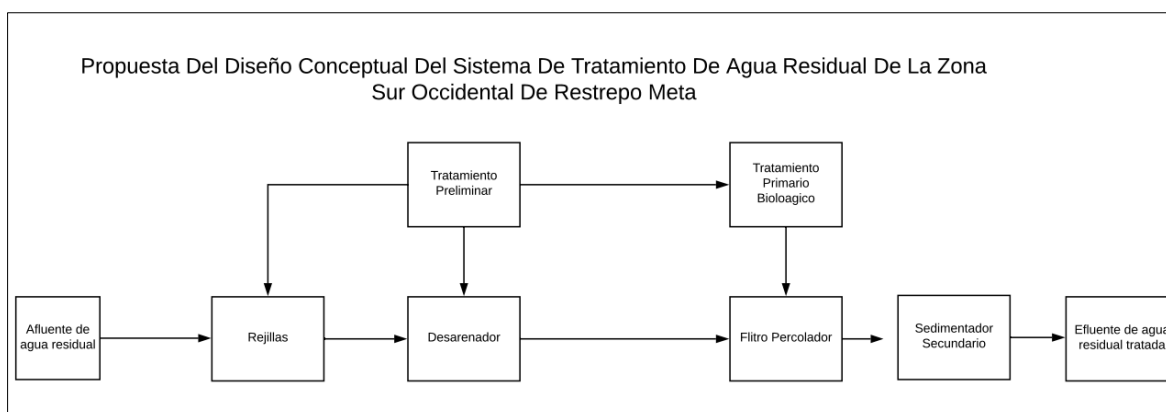 Propuesta Del Diseño Conceptual Del Sistema De Tratamiento De Agua Residual De La Zona
Sur Occidental De Restrepo Meta
Tratamiento
Preliminar
Tratamiento
Primario
Bioloagico
Afluente de
agua residual
Rejillas
Desarenador
Flitro Percolador
Sedimentador
Secundario
Efluente de agua
residual tratada